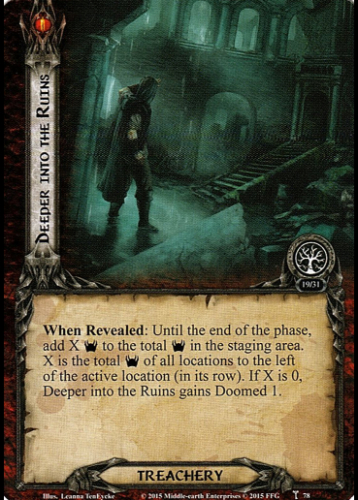 DEEPER INTO THE RUINS
19/31
When Revealed: Until the end of the phase,
add X to the total in the staging area.
X is the total of all locations to the left
of the active location (in its row). If X is 0,
Deeper into the Ruins gains Doomed 1.
TREACHERY
Illus. Leanna TenEycke
© 2015 Middle-earth Enterprises © 2015 FFG
78